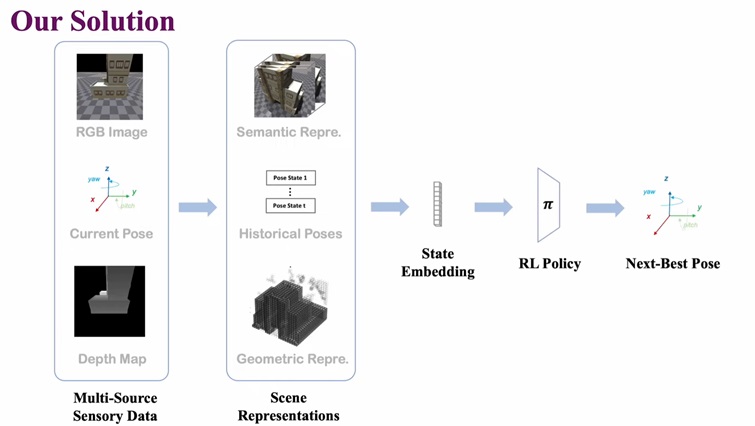 Our Solution
RGB Image
z
yaw
y
x
pitch
Current Pose
Depth Map
Multi-Source
Sensory Data
Semantic Repre.
Pose State 1
⋮
Pose State t
Historical Poses
Geometric Repre.
Scene
Representations
State
Embedding
π
RL Policy
z
yaw
y
x
pitch
Next-Best Pose